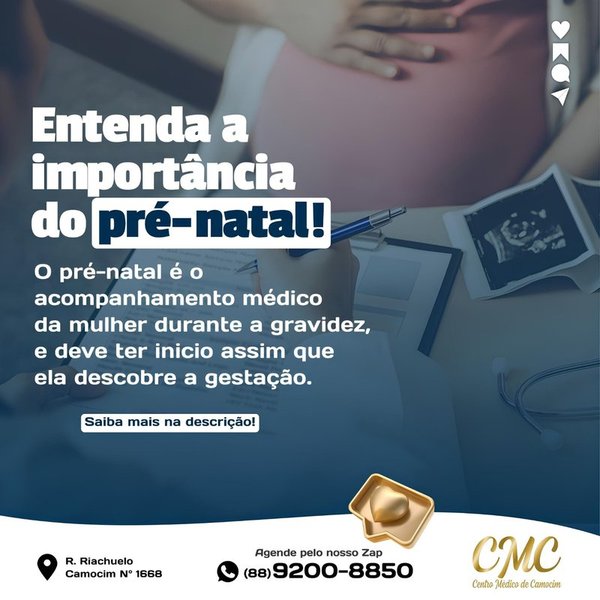 Entenda a
importância
do pré-natal!
O pré-natal é o
acompanhamento médico
da mulher durante a gravidez,
e deve ter inicio assim que
ela descobre a gestação.
Saiba mais na descrição!
R. Riachuelo
Camocim Nº 1668
Agende pelo nosso Zap
(88)9200-8850
CMC
Centro Médico de Camocim